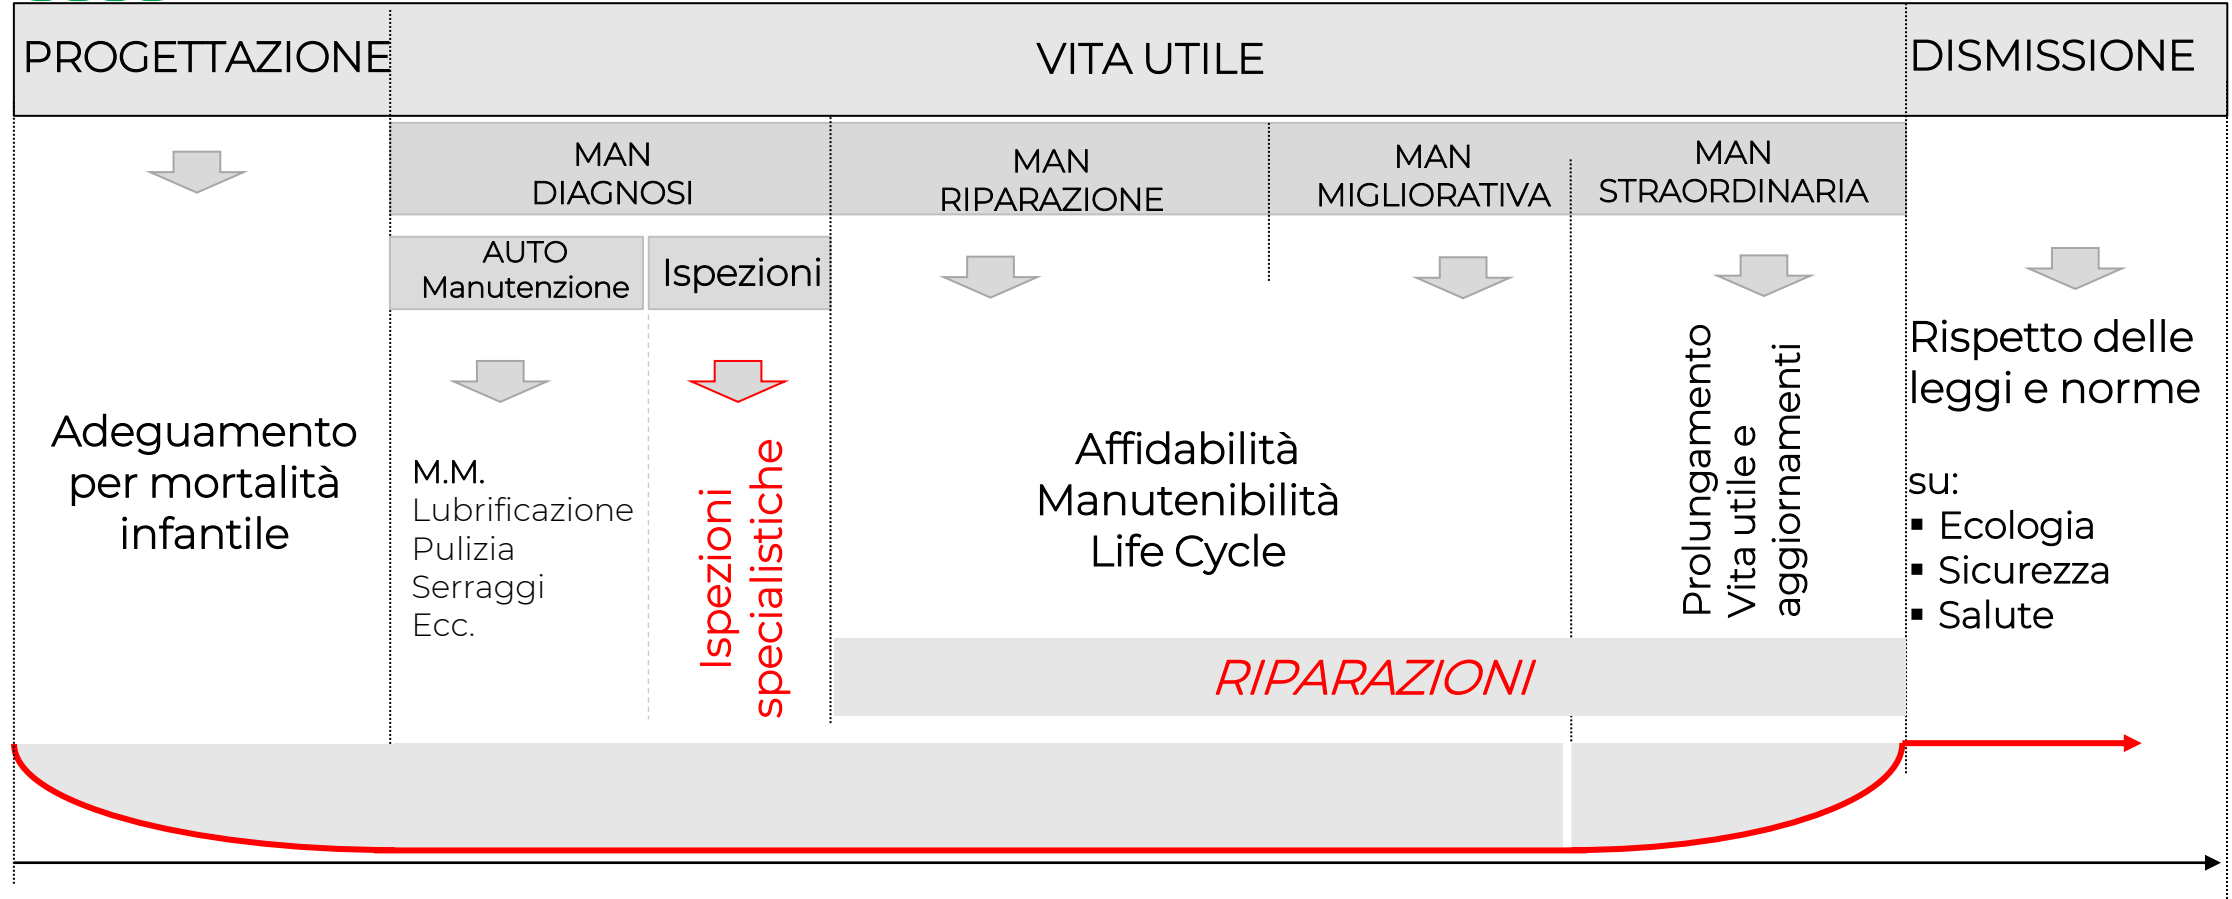 PROGETTAZIONE
VITA UTILE
DISMISSIONE
MAN
DIAGNOSI
MAN
RIPARAZIONE
MAN
MIGLIORATIVA
MAN
STRAORDINARIA
AUTO
Manutenzione
Ispezioni
Adeguamento
per mortalità
infantile
M.M.
Lubrificazione
Pulizia
Serraggi
Ecc.
Ispezioni
specialistiche
Affidabilità
Manutenibilità
Life Cycle
Prolungamento
Vita utile e
aggiornamenti
Rispetto delle
leggi e norme
su:
▪ Ecologia
▪ Sicurezza
▪ Salute
RIPARAZIONI